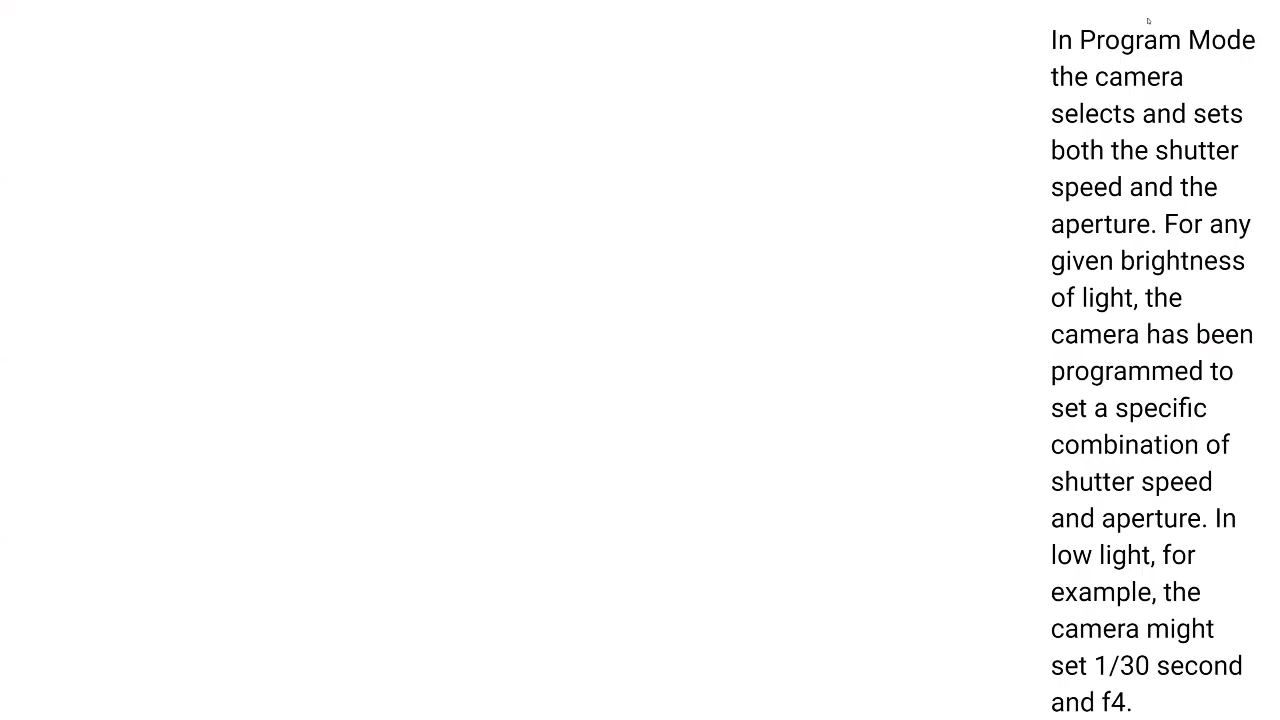 In Program Mode
the camera
selects and sets
both the shutter
speed and the
aperture. For any
given brightness
of light, the
camera has been
programmed to
set a specific
combination of
shutter speed
and aperture. In
low light, for
example, the
camera might
set 1/30 second
and f4.